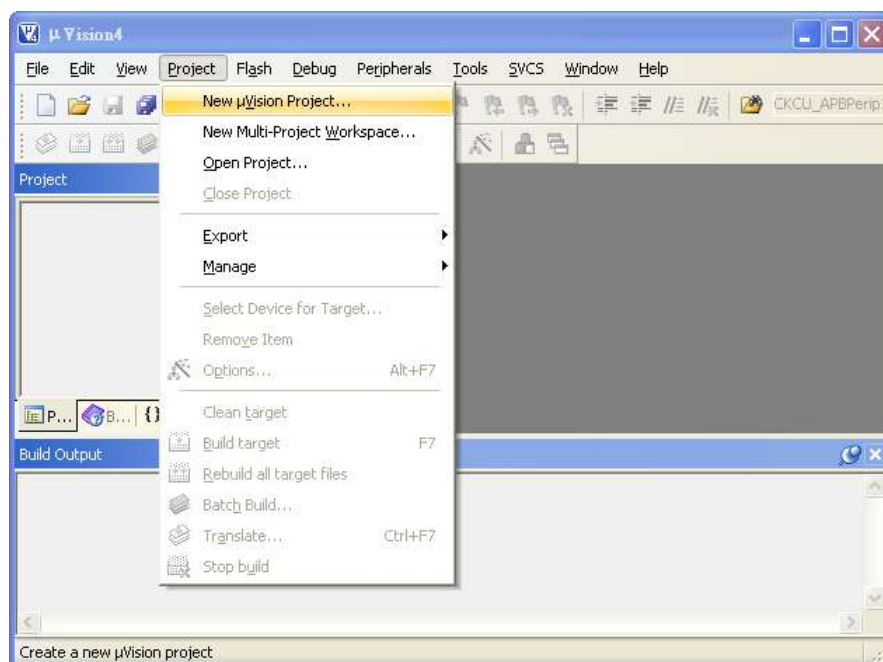 µVision4
File Edit View Project Flash Debug Peripherals Tools SVCS Window Help
CKCU_APBPerip
Project
New µVision Project...
New Multi-Project Workspace...
Open Project...
Close Project
Export
Manage
Select Device for Target...
Remove Item
Options... Alt+F7
Clean target
Build target F7
Rebuild all target files
Batch Build...
Translate... Ctrl+F7
Stop build
P... B... {}
Build Output
Create a new µVision project